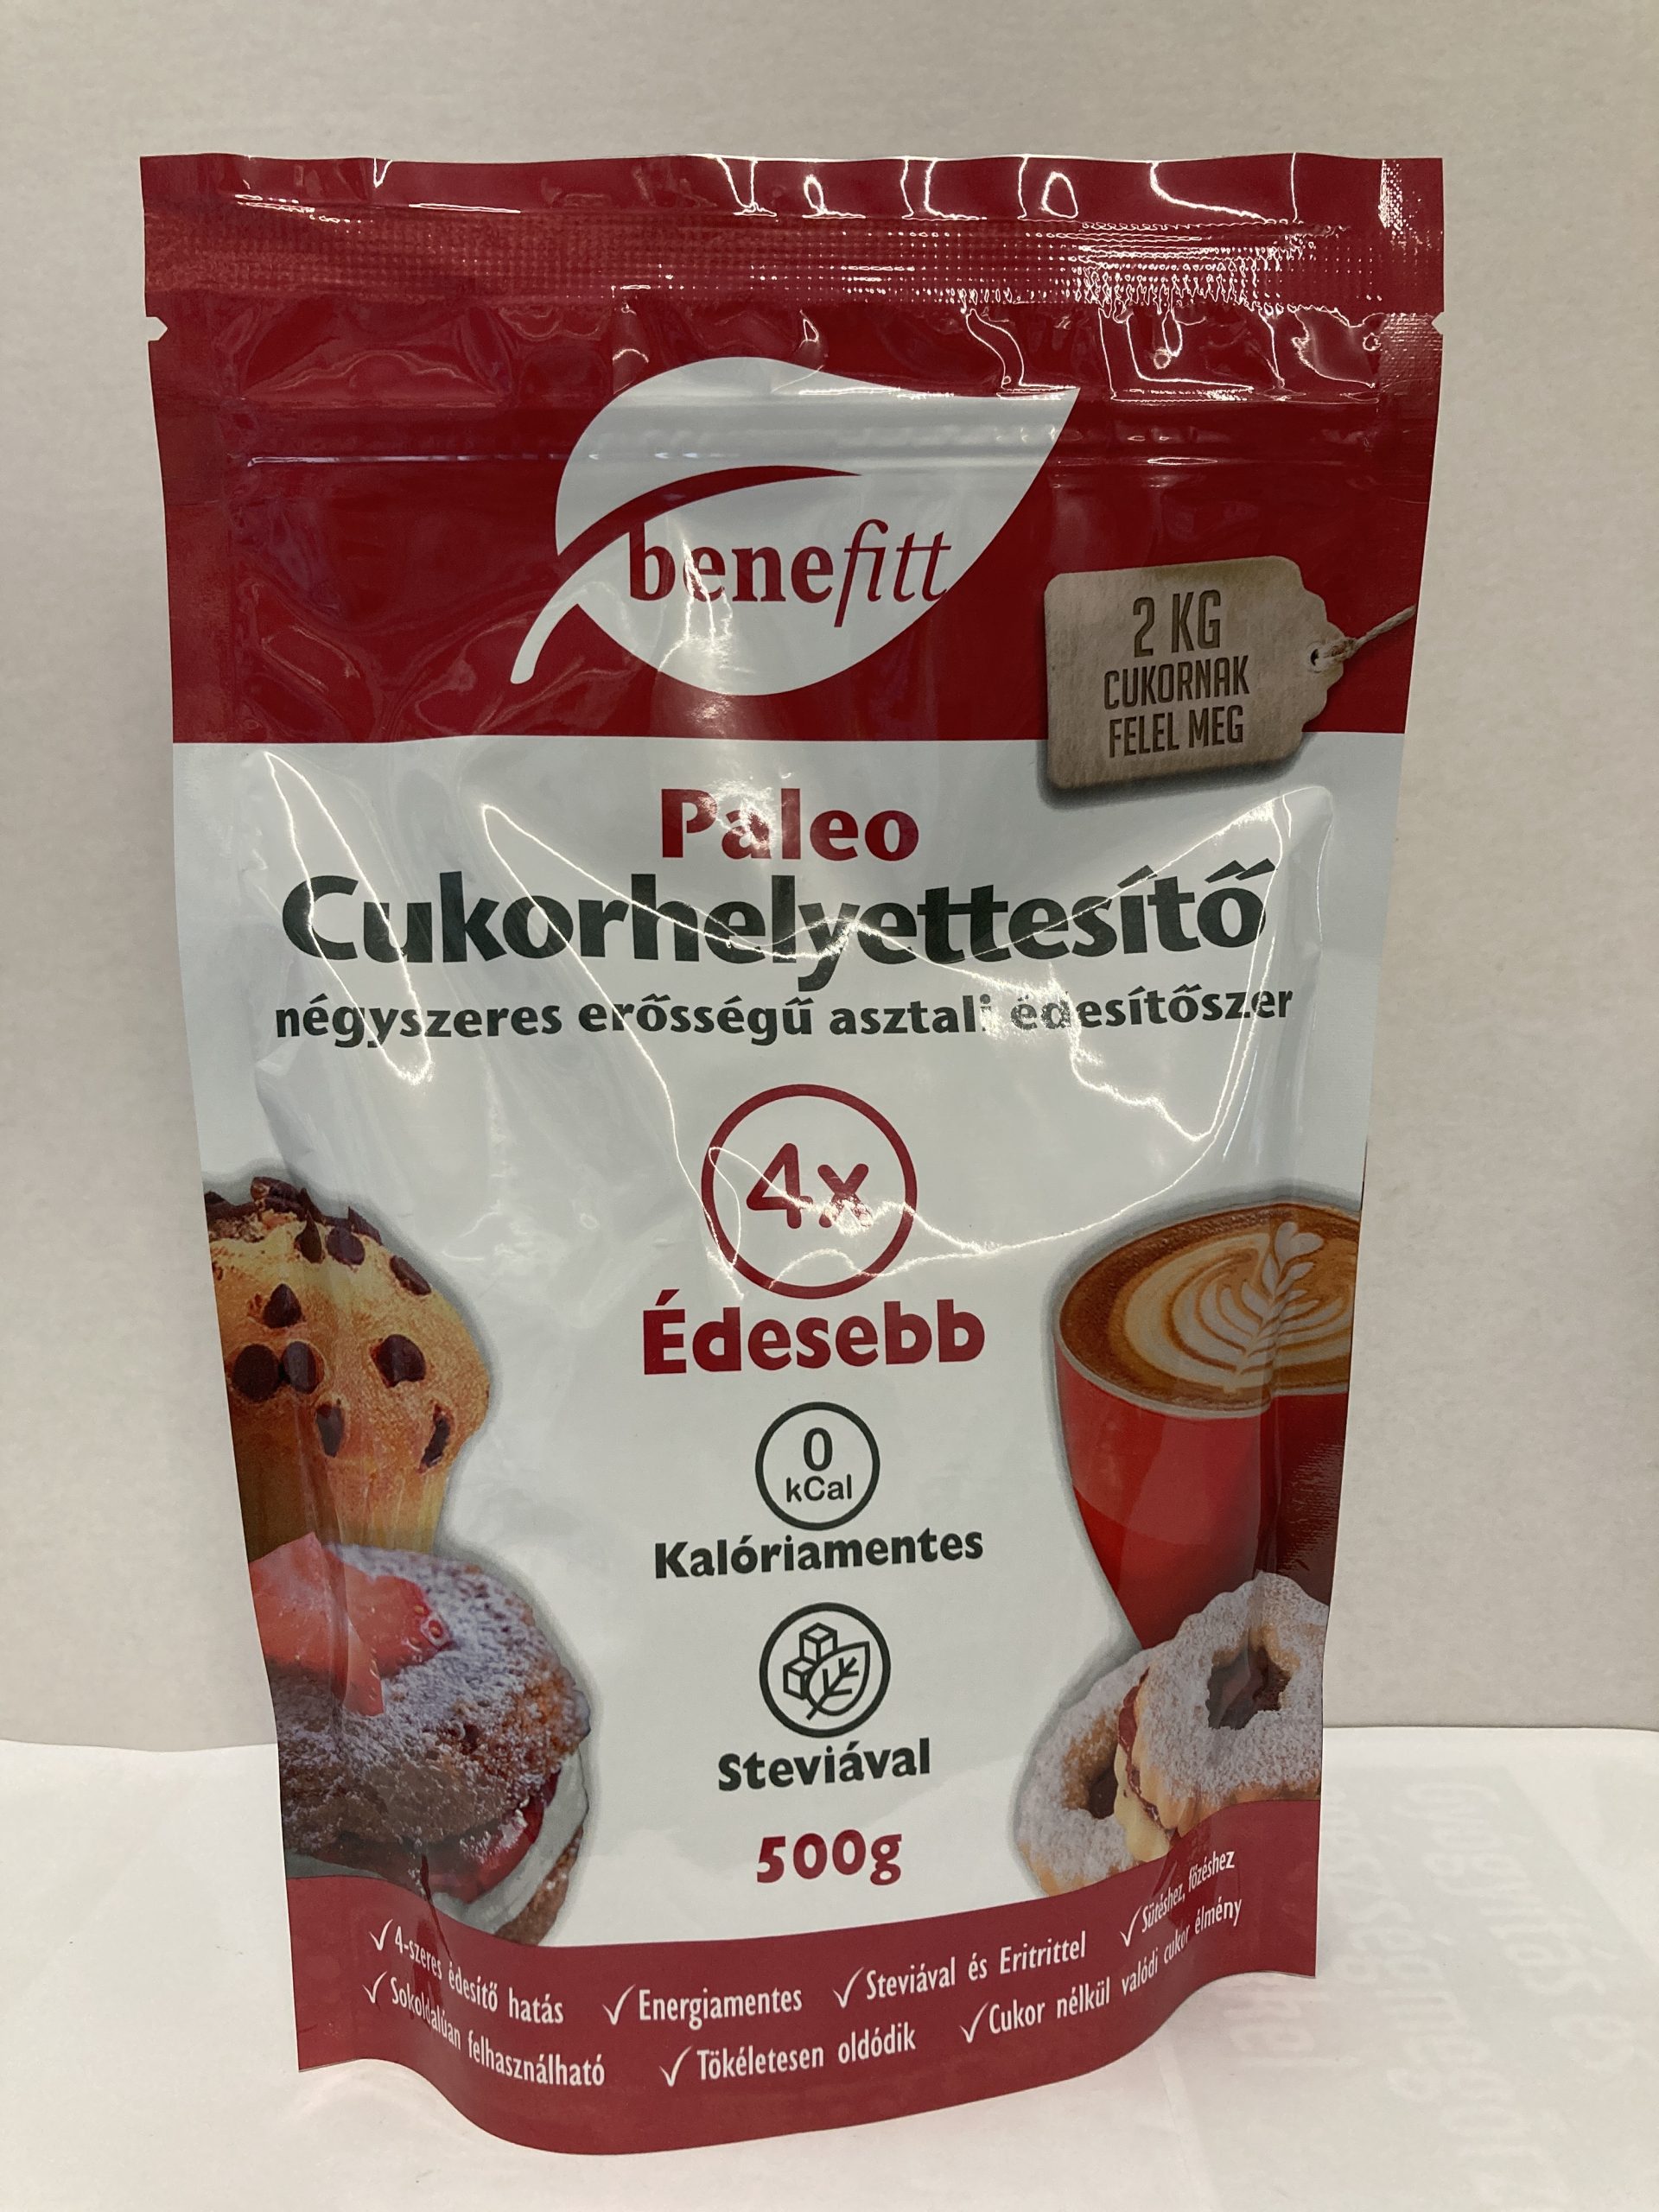 benefitt
2 KG
CUKORNAK
FELEL MEG
Paleo
Cukorhelyettesítő
négyszeres erősségű asztali édesítőszer
4x
Édesebb
0
kCal
Kalóriamentes
Steviával
500g
✓ 4-szeres édesítő hatás ✓ Energiamentes ✓ Steviával és Eritrittel ✓ Sütéshez, főzéshez
✓ Sokoldalúan felhasználható ✓ Tökéletesen oldódik ✓ Cukor nélkül valódi cukor élmény